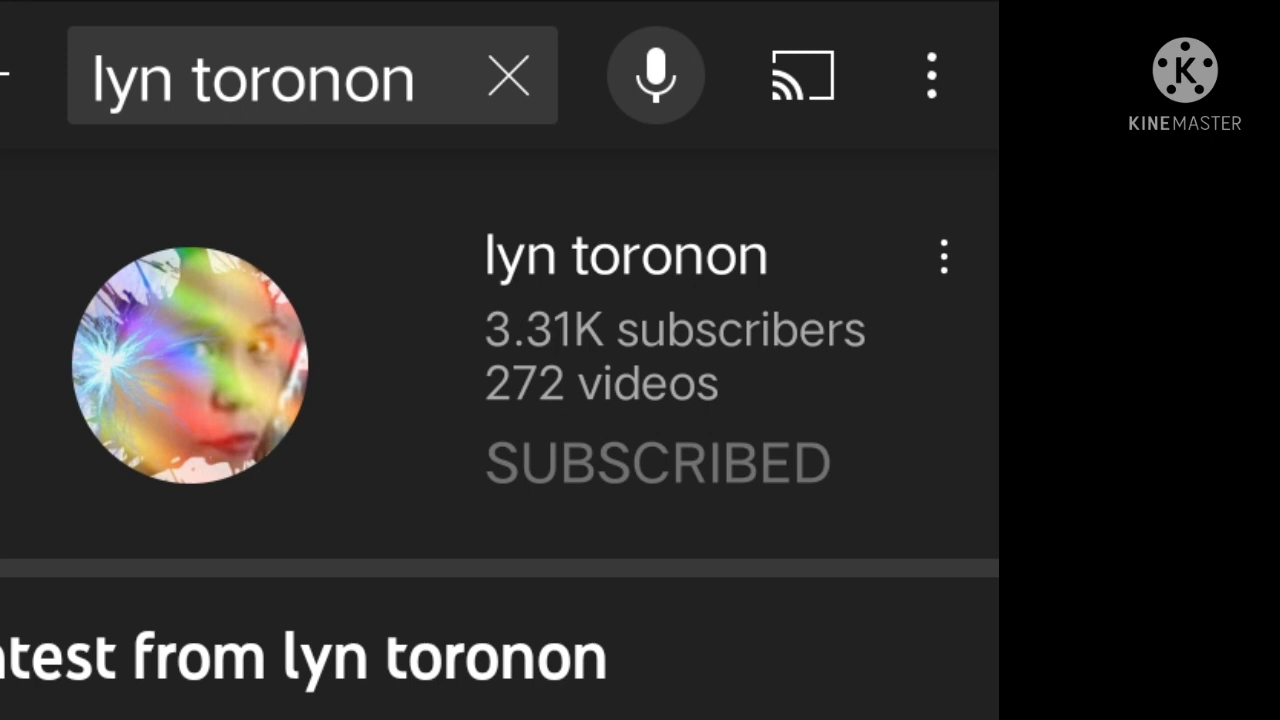 lyn toronon
KINEMASTER
lyn toronon
3.31K subscribers
272 videos
SUBSCRIBED
test from lyn toronon